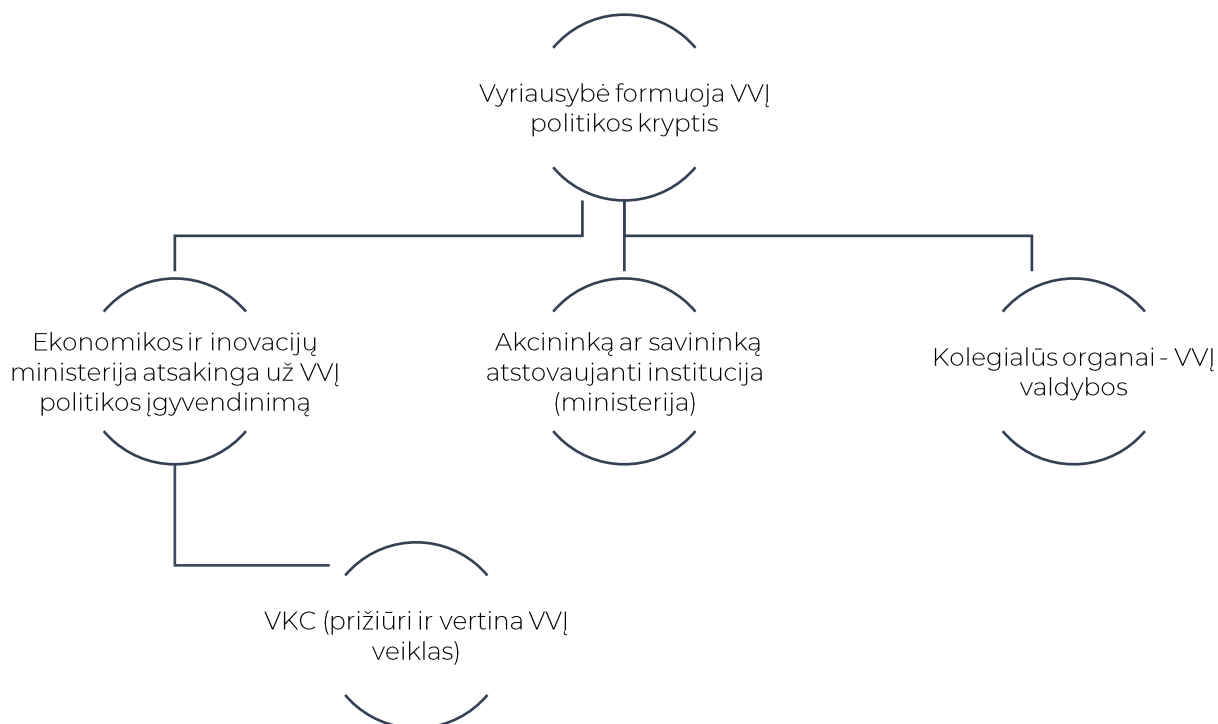 Vyriausybė formuoja VVĮ
politikos kryptis
Ekonomikos ir inovacijų
ministerija atsakinga už VVĮ
politikos įgyvendinimą
Akcininką ar savininką
atstovaujanti institucija
(ministerija)
Kolegialūs organai - VVĮ
valdybos
VKC (prižiūri ir vertina VVĮ
veiklas)